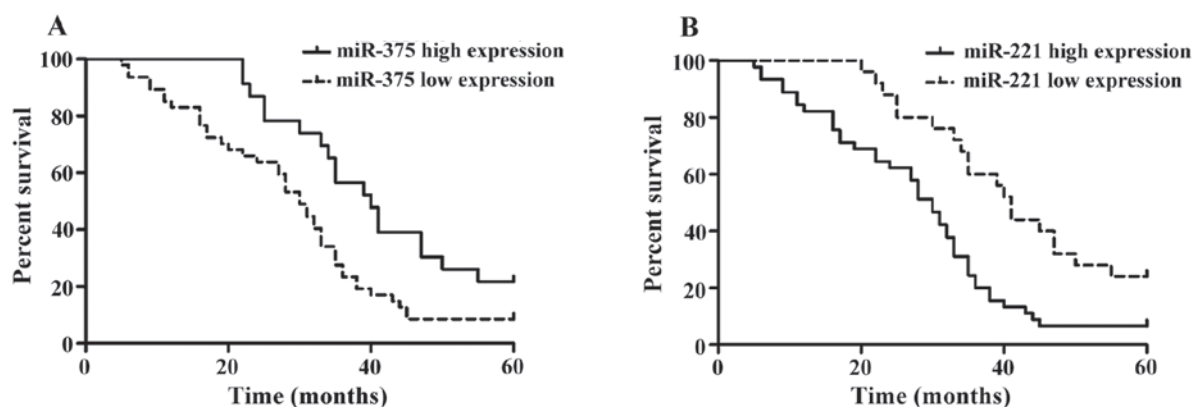 A
miR-375 high expression
miR-375 low expression
100
80
60
40
20
0
Percent survival
0 20 40 60
Time (months)
B
miR-221 high expression
miR-221 low expression
100
80
60
40
20
0
Percent survival
0 20 40 60
Time (months)